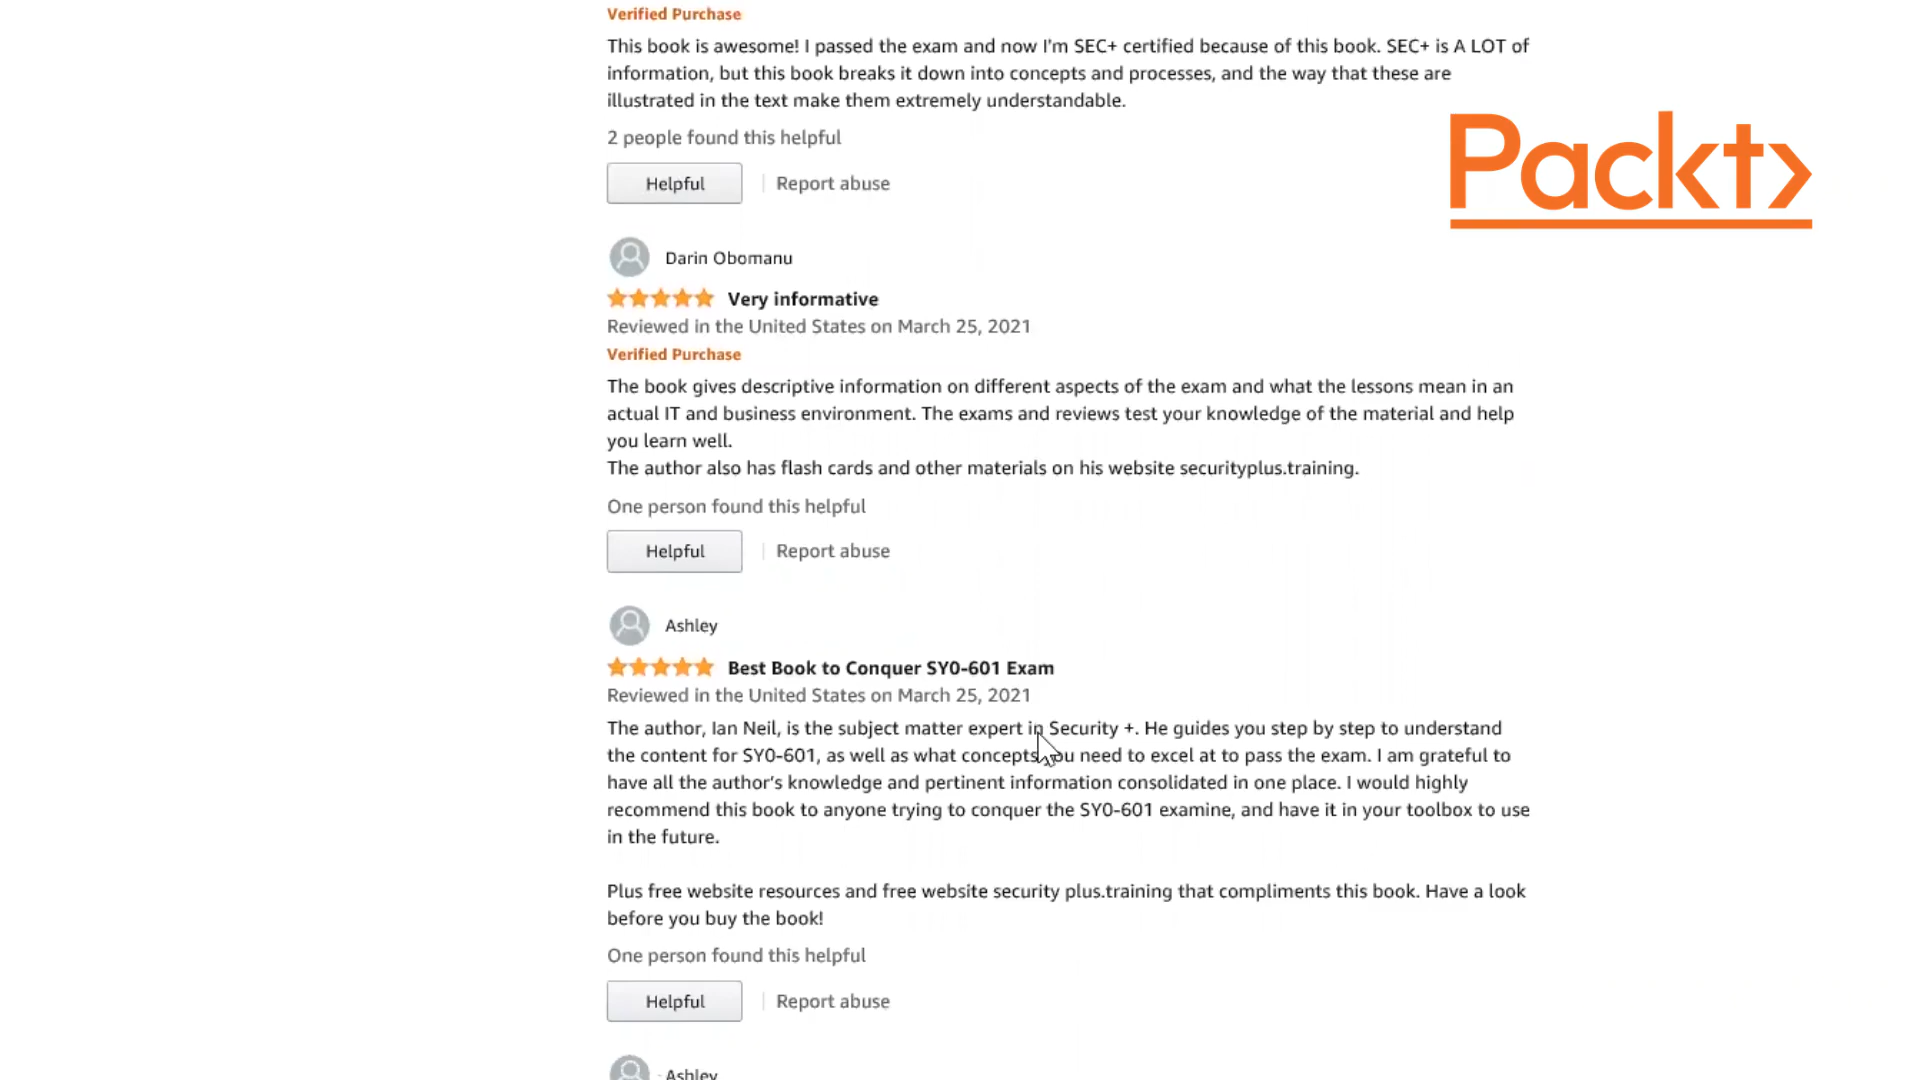 Verified Purchase
This book is awesome! I passed the exam and now I'm SEC+ certified because of this book. SEC+ is A LOT of
information, but this book breaks it down into concepts and processes, and the way that these are
illustrated in the text make them extremely understandable.
2 people found this helpful
Helpful
Report abuse
Packt
Darin Obomanu
Very informative
Reviewed in the United States on March 25, 2021
Verified Purchase
The book gives descriptive information on different aspects of the exam and what the lessons mean in an
actual IT and business environment. The exams and reviews test your knowledge of the material and help
you learn well.
The author also has flash cards and other materials on his website securityplus.training.
One person found this helpful
Helpful
Report abuse
Ashley
Best Book to Conquer SY0-601 Exam
Reviewed in the United States on March 25, 2021
The author, Ian Neil, is the subject matter expert in Security +. He guides you step by step to understand
the content for SY0-601, as well as what concepts you need to excel at to pass the exam. I am grateful to
have all the author's knowledge and pertinent information consolidated in one place. I would highly
recommend this book to anyone trying to conquer the SY0-601 examine, and have it in your toolbox to use
in the future.
Plus free website resources and free website security plus.training that compliments this book. Have a look
before you buy the book!
One person found this helpful
Helpful
Report abuse
Ashley